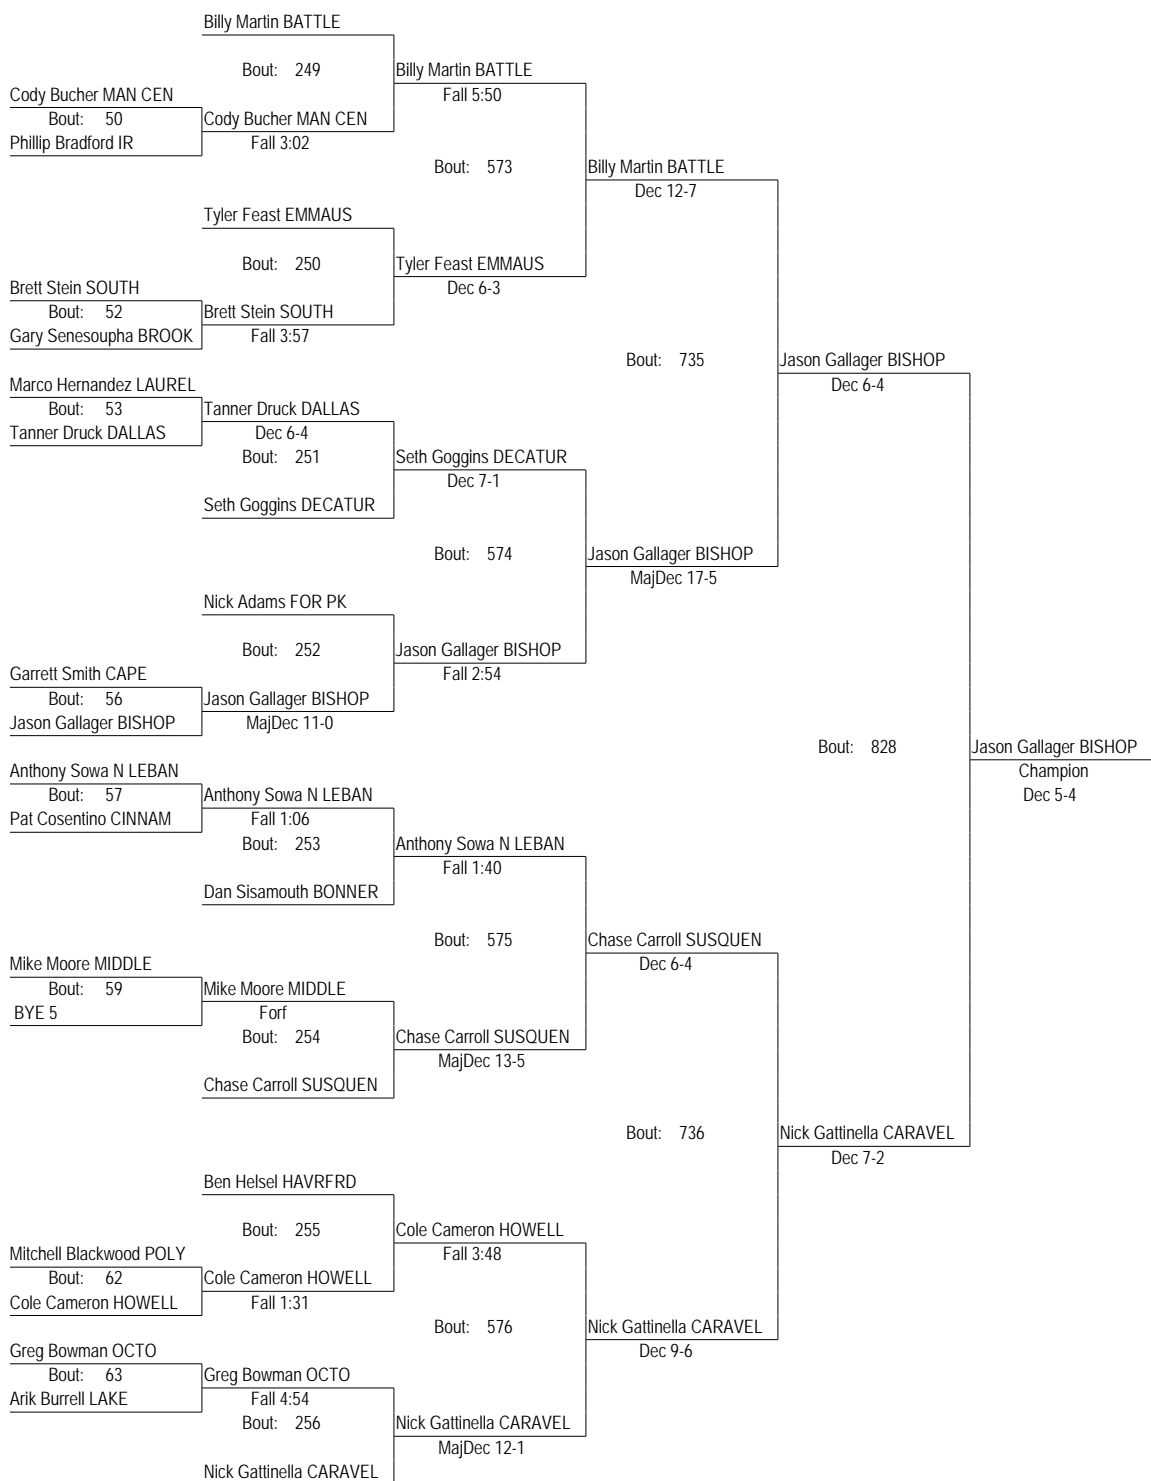 Billy Martin BATTLE
Bout: 249
Billy Martin BATTLE
Fall 5:50
Cody Bucher MAN CEN
Bout: 50
Cody Bucher MAN CEN
Phillip Bradford IR
Fall 3:02
Bout: 573
Billy Martin BATTLE
Dec 12-7
Tyler Feast EMMAUS
Bout: 250
Tyler Feast EMMAUS
Dec 6-3
Brett Stein SOUTH
Bout: 52
Brett Stein SOUTH
Gary Senesoupha BROOK
Fall 3:57
Bout: 735
Jason Gallager BISHOP
Dec 6-4
Marco Hernandez LAUREL
Bout: 53
Tanner Druck DALLAS
Tanner Druck DALLAS
Dec 6-4
Bout: 251
Seth Goggins DECATUR
Dec 7-1
Seth Goggins DECATUR
Bout: 574
Jason Gallager BISHOP
MajDec 17-5
Nick Adams FOR PK
Bout: 252
Jason Gallager BISHOP
Fall 2:54
Garrett Smith CAPE
Bout: 56
Jason Gallager BISHOP
Jason Gallager BISHOP
MajDec 11-0
Bout: 828
Jason Gallager BISHOP
Champion
Dec 5-4
Anthony Sowa N LEBAN
Bout: 57
Anthony Sowa N LEBAN
Pat Cosentino CINNAM
Fall 1:06
Bout: 253
Anthony Sowa N LEBAN
Fall 1:40
Dan Sisamouth BONNER
Bout: 575
Chase Carroll SUSQUEN
Dec 6-4
Mike Moore MIDDLE
Bout: 59
Mike Moore MIDDLE
BYE 5
Forf
Bout: 254
Chase Carroll SUSQUEN
MajDec 13-5
Chase Carroll SUSQUEN
Bout: 736
Nick Gattinella CARAVEL
Dec 7-2
Ben Helsel HAVRFRD
Bout: 255
Cole Cameron HOWELL
Fall 3:48
Mitchell Blackwood POLY
Bout: 62
Cole Cameron HOWELL
Cole Cameron HOWELL
Fall 1:31
Bout: 576
Nick Gattinella CARAVEL
Dec 9-6
Greg Bowman OCTO
Bout: 63
Greg Bowman OCTO
Arik Burrell LAKE
Fall 4:54
Bout: 256
Nick Gattinella CARAVEL
MajDec 12-1
Nick Gattinella CARAVEL